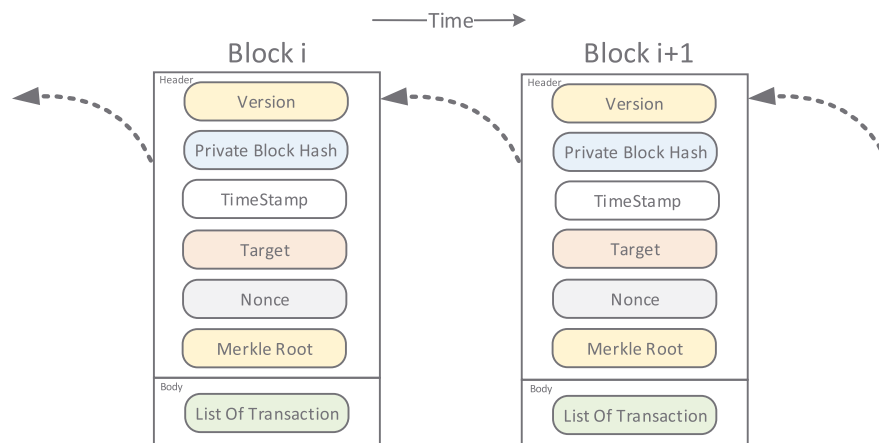 Time
Block i
Header
Version
Private Block Hash
TimeStamp
Target
Nonce
Merkle Root
Body
List Of Transaction
Block i+1
Header
Version
Private Block Hash
TimeStamp
Target
Nonce
Merkle Root
Body
List Of Transaction